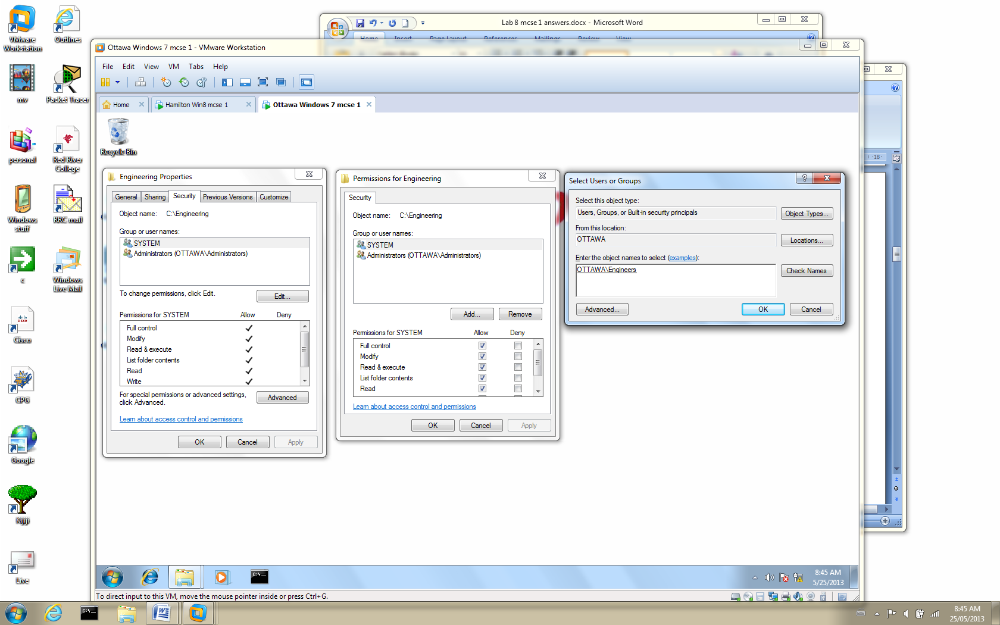 VMware Workstation
Outlines
mv
Packet Tracer
personal
Red River College
Windows stuff
RRC mail
c
Windows Live Mail
Cisco
CPG
Google
Kijiji
Live
Lab 8 mcse 1 answers.docx - Microsoft Word
Home Insert Page Layout References Mailings Review View
Ottawa Windows 7 mcse 1 - VMware Workstation
File Edit View VM Tabs Help
Home Hamilton Win8 mcse 1 Ottawa Windows 7 mcse 1
Recycle Bin
Engineering Properties
General Sharing Security Previous Versions Customize
Object name: C:\Engineering
Group or user names:
SYSTEM
Administrators (OTTAWA\Administrators)
To change permissions, click Edit.
Edit...
Permissions for SYSTEM Allow Deny
Full control
Modify
Read & execute
List folder contents
Read
Write
For special permissions or advanced settings,
click Advanced.
Advanced
Learn about access control and permissions
OK Cancel Apply
Permissions for Engineering
Security
Object name: C:\Engineering
Group or user names:
SYSTEM
Administrators (OTTAWA\Administrators)
Add... Remove
Permissions for SYSTEM Allow Deny
Full control
Modify
Read & execute
List folder contents
Read
Learn about access control and permissions
OK Cancel Apply
Select Users or Groups
Select this object type:
Users, Groups, or Built-in security principals
Object Types...
From this location:
OTTAWA
Locations...
Enter the object names to select (examples):
OTTAWA\Engineers
Check Names
Advanced... OK Cancel
18
8:45 AM
5/25/2013
To direct input to this VM, move the mouse pointer inside or press Ctrl+G.
8:45 AM
25/05/2013